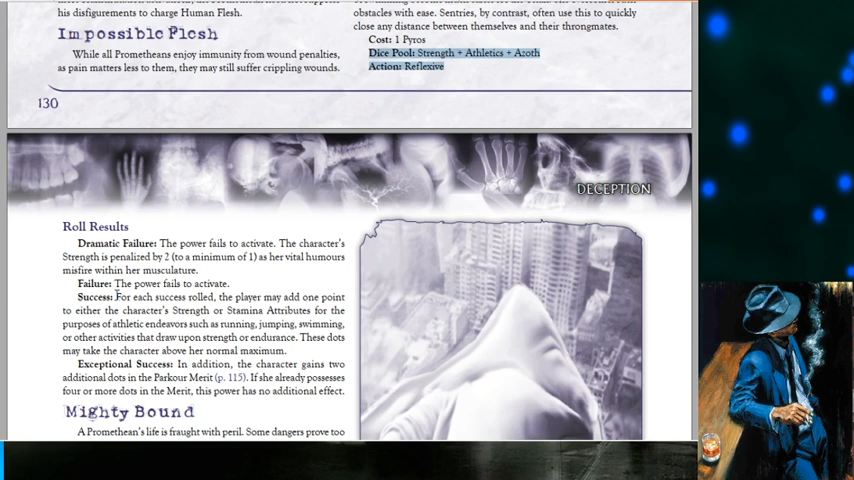 his disfigurements to charge Human Flesh.
Impossible Flesh
While all Prometheans enjoy immunity from wound penalties,
as pain matters less to them, they may still suffer crippling wounds.
obstacles with ease. Sentries, by contrast, often use this to quickly
close any distance between themselves and their throngmates.
Cost: 1 Pyros
Dice Pool: Strength + Athletics + Azoth
Action: Reflexive
130
DECEPTION
Roll Results
Dramatic Failure: The power fails to activate. The character's
Strength is penalized by 2 (to a minimum of 1) as her vital humours
misfire within her musculature.
Failure: The power fails to activate.
Success: For each success rolled, the player may add one point
to either the character's Strength or Stamina Attributes for the
purposes of athletic endeavors such as running, jumping, swimming,
or other activities that draw upon strength or endurance. These dots
may take the character above her normal maximum.
Exceptional Success: In addition, the character gains two
additional dots in the Parkour Merit (p. 115). If she already possesses
four or more dots in the Merit, this power has no additional effect.
Mighty Bound
A Promethean's life is fraught with peril. Some dangers prove too